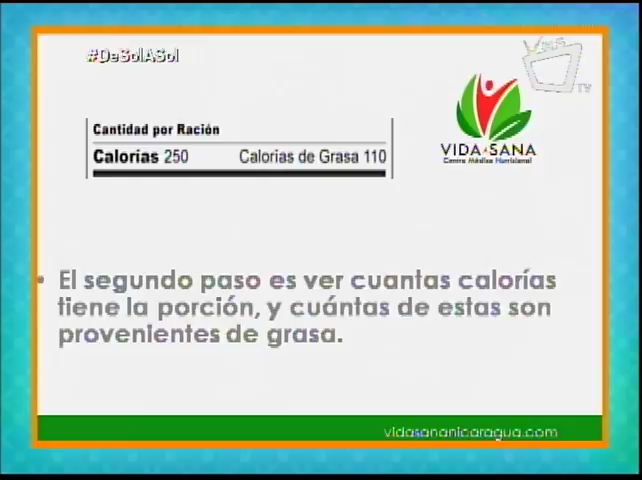 #DeSolASol
TV
Cantidad por Ración
Calorías 250 Calorías de Grasa 110
VIDA SANA
Centro Médico Nutricional
• El segundo paso es ver cuantas calorías
tiene la porción, y cuántas de estas son
provenientes de grasa.
vidasananicaragua.com